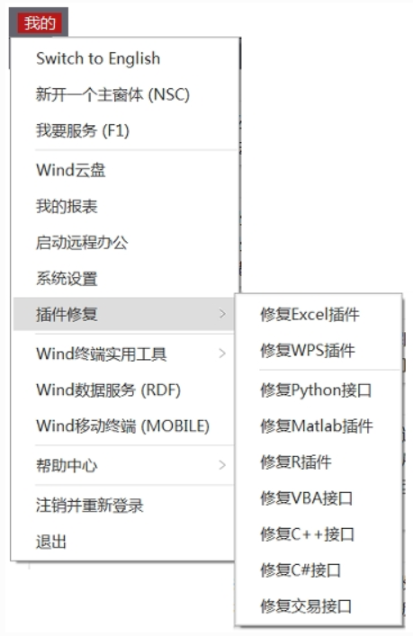 我的
Switch to English
新开一个主窗体 (NSC)
我要服务 (F1)
Wind云盘
我的报表
启动远程办公
系统设置
插件修复
Wind终端实用工具
Wind数据服务 (RDF)
Wind移动终端 (MOBILE)
帮助中心
注销并重新登录
退出
修复Excel插件
修复WPS插件
修复Python接口
修复Matlab插件
修复R插件
修复VBA接口
修复C++接口
修复C#接口
修复交易接口